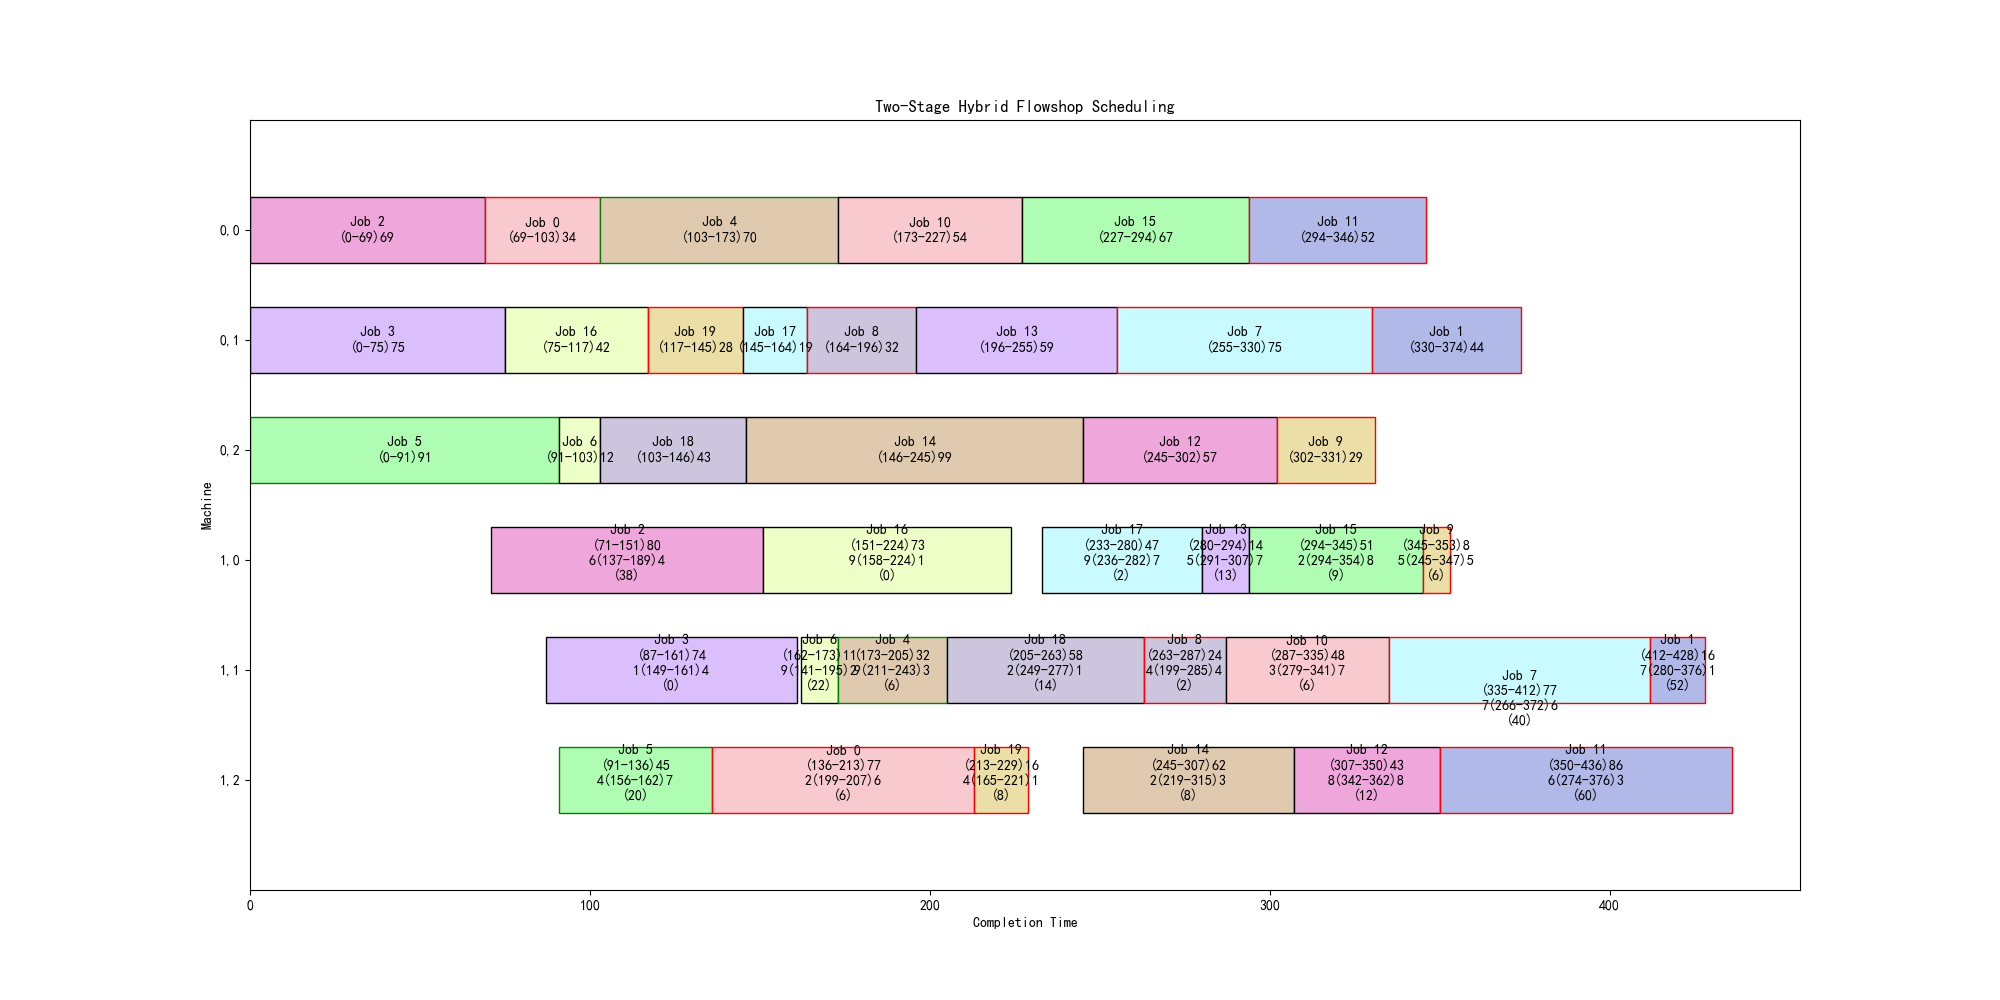 Two-Stage Hybrid Flowshop Scheduling
Machine
0,0
Job 2
(0-69)69
Job 0
(69-103)34
Job 4
(103-173)70
Job 10
(173-227)54
Job 15
(227-294)67
Job 11
(294-346)52
0,1
Job 3
(0-75)75
Job 16
(75-117)42
Job 19
(117-145)28
Job 17
(145-164)19
Job 8
(164-196)32
Job 13
(196-255)59
Job 7
(255-330)75
Job 1
(330-374)44
0,2
Job 5
(0-91)91
Job 6
(91-103)12
Job 18
(103-146)43
Job 14
(146-245)99
Job 12
(245-302)57
Job 9
(302-331)29
1,0
Job 2
(71-151)80
6(137-189)4
(38)
Job 16
(151-224)73
9(158-224)1
(0)
Job 17
(233-280)47
9(236-282)7
(2)
Job 13
(280-294)14
5(291-307)7
(13)
Job 15
(294-345)51
2(294-354)8
(9)
Job 9
(345-353)8
5(245-347)5
(6)
1,1
Job 3
(87-161)74
1(149-161)4
(0)
Job 6
(162-173)11
9(141-195)2
(22)
Job 4
(173-205)32
9(211-243)3
(6)
Job 18
(205-263)58
2(249-277)1
(14)
Job 8
(263-287)24
4(199-285)4
(2)
Job 10
(287-335)48
3(279-341)7
(6)
Job 7
(335-412)77
7(266-372)6
(40)
Job 1
(412-428)16
7(280-376)1
(52)
1,2
Job 5
(91-136)45
4(156-162)7
(20)
Job 0
(136-213)77
2(199-207)6
(6)
Job 19
(213-229)16
4(165-221)1
(8)
Job 14
(245-307)62
2(219-315)3
(8)
Job 12
(307-350)43
8(342-362)8
(12)
Job 11
(350-436)86
6(274-376)3
(60)
0
100
200
300
400
Completion Time